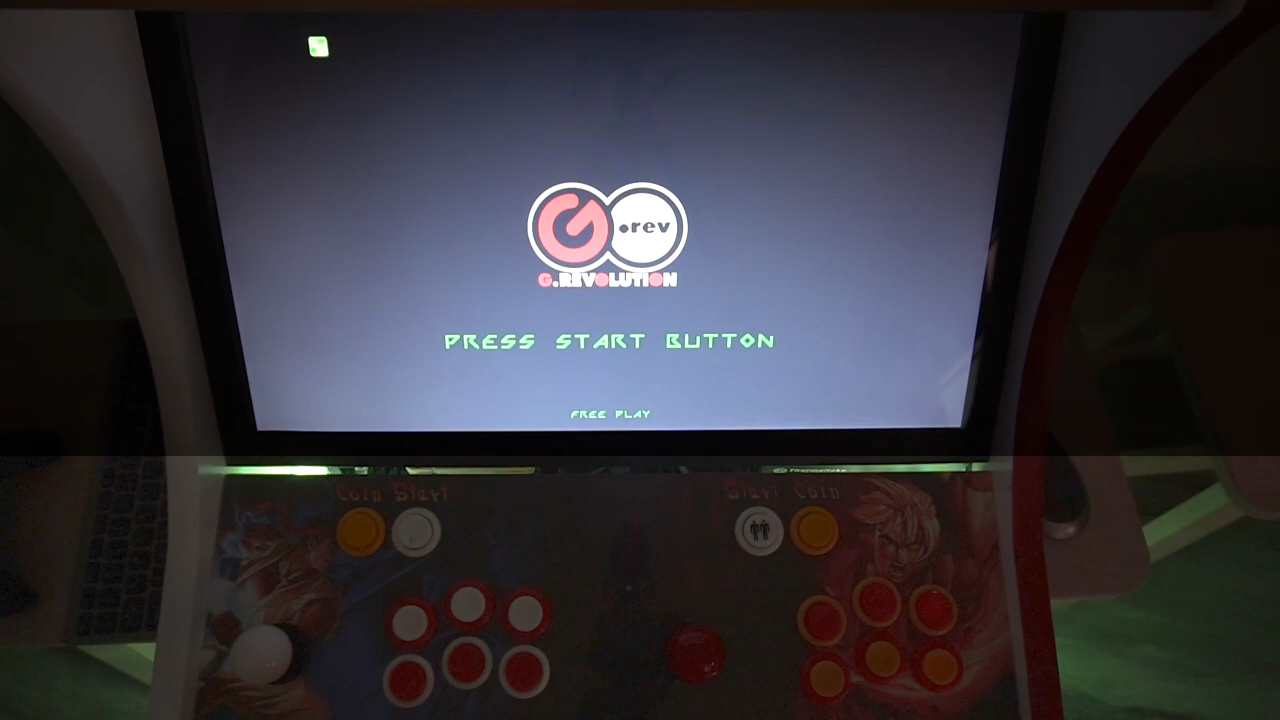 G .rev
G.REVOLUTION
PRESS START BUTTON
FREE PLAY
Coin Start
Start Coin